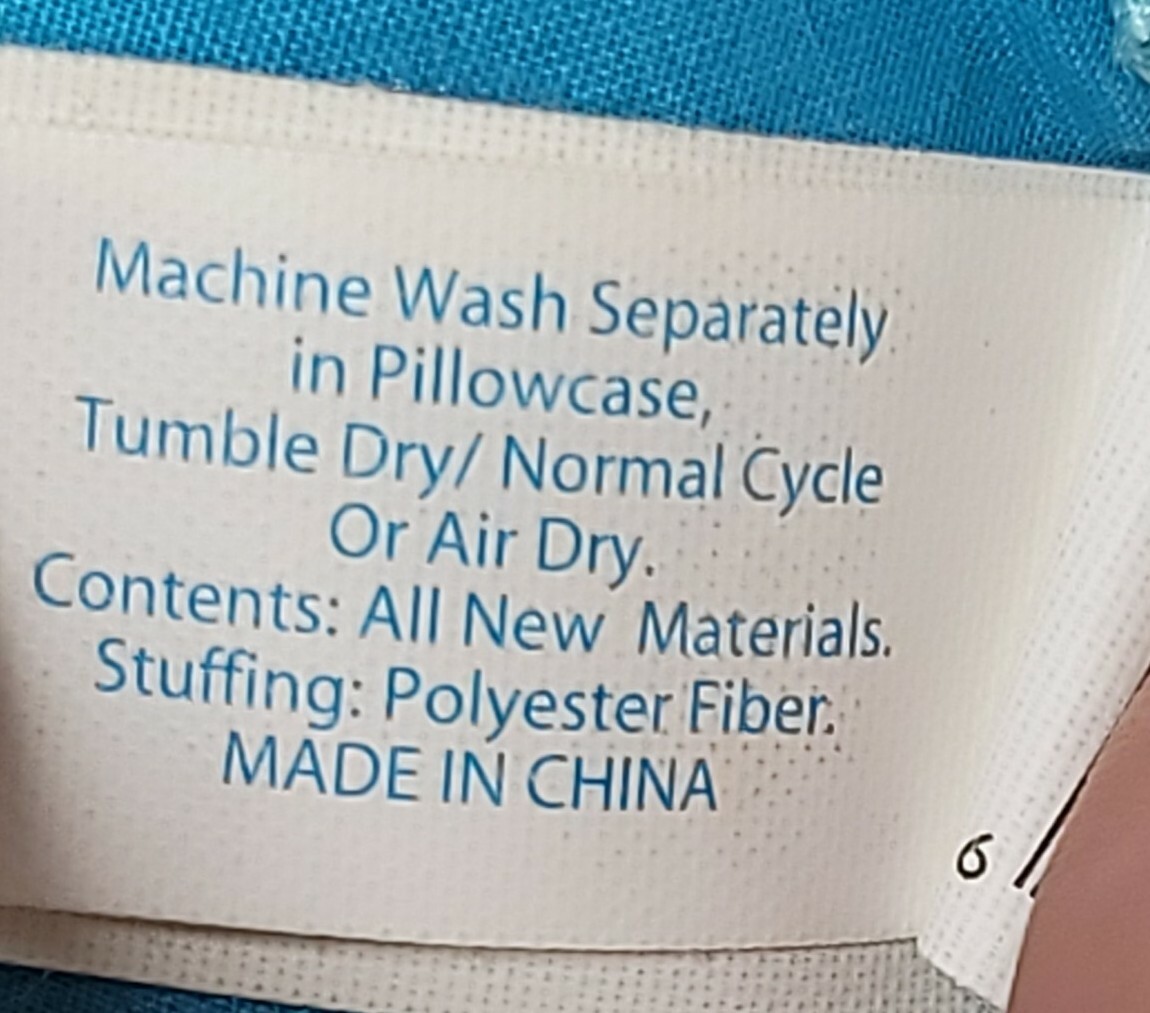 Machine Wash Separately
in Pillowcase,
Tumble Dry/ Normal Cycle
Or Air Dry.
Contents: All New Materials.
Stuffing: Polyester Fiber.
MADE IN CHINA
6